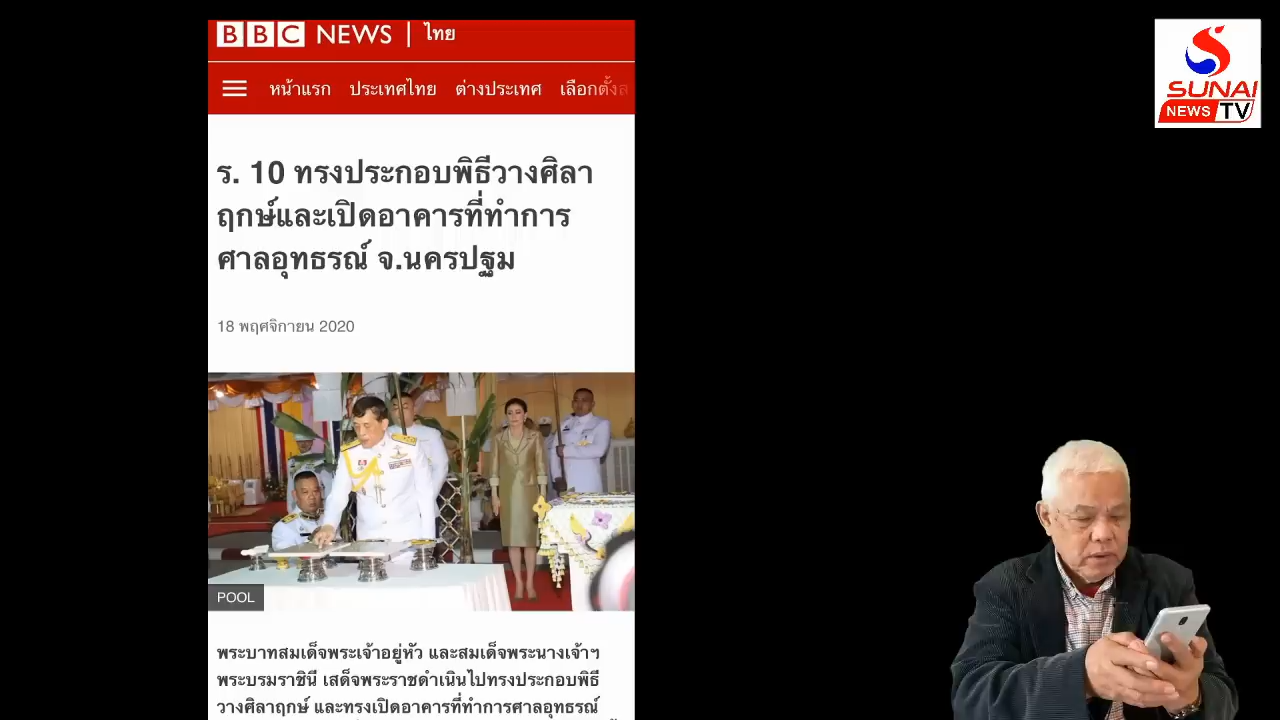 BBC NEWS | ไทย
หน้าแรก ประเทศไทย ต่างประเทศ เลือกตั้งส
SUNAI
NEWS TV
ร. 10 ทรงประกอบพิธีวางศิลา
ฤกษ์และเปิดอาคารที่ทำการ
ศาลอุทธรณ์ จ.นครปฐม
18 พฤศจิกายน 2020
POOL
พระบาทสมเด็จพระเจ้าอยู่หัว และสมเด็จพระนางเจ้าฯ
พระบรมราชินี เสด็จพระราชดำเนินไปทรงประกอบพิธี
วางศิลาฤกษ์ และทรงเปิดอาคารที่ทำการศาลอุทธรณ์